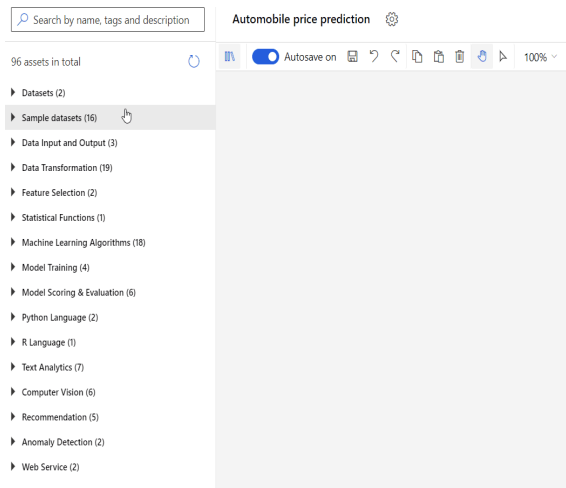 Search by name, tags and description
Automobile price prediction
96 assets in total
Autosave on
100%
Datasets (2)
Sample datasets (16)
Data Input and Output (3)
Data Transformation (19)
Feature Selection (2)
Statistical Functions (1)
Machine Learning Algorithms (18)
Model Training (4)
Model Scoring & Evaluation (6)
Python Language (2)
R Language (1)
Text Analytics (7)
Computer Vision (6)
Recommendation (5)
Anomaly Detection (2)
Web Service (2)